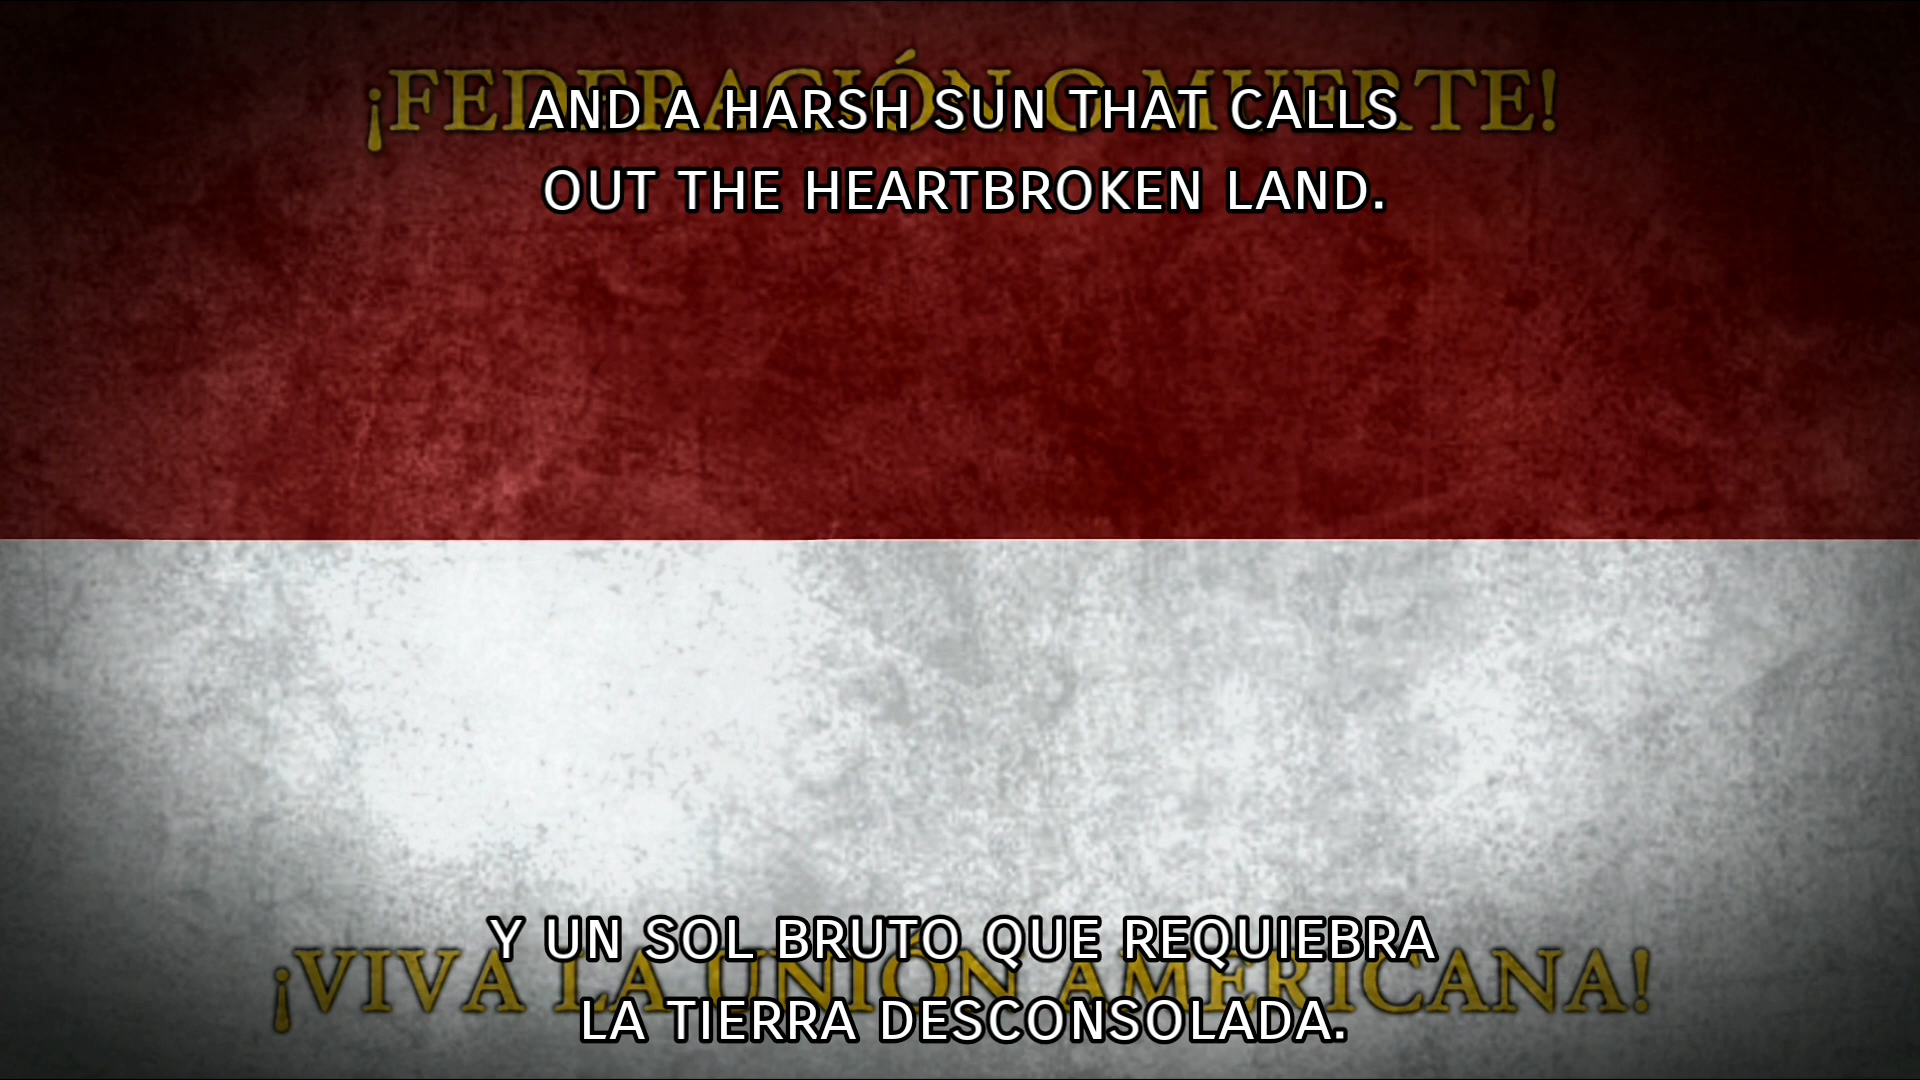 ¡FEDERACIÓN O MUERTE!
AND A HARSH SUN THAT CALLS
OUT THE HEARTBROKEN LAND.
Y UN SOL BRUTO QUE REQUIEBRA
¡VIVA LA UNIÓN AMERICANA!
LA TIERRA DESCONSOLADA.